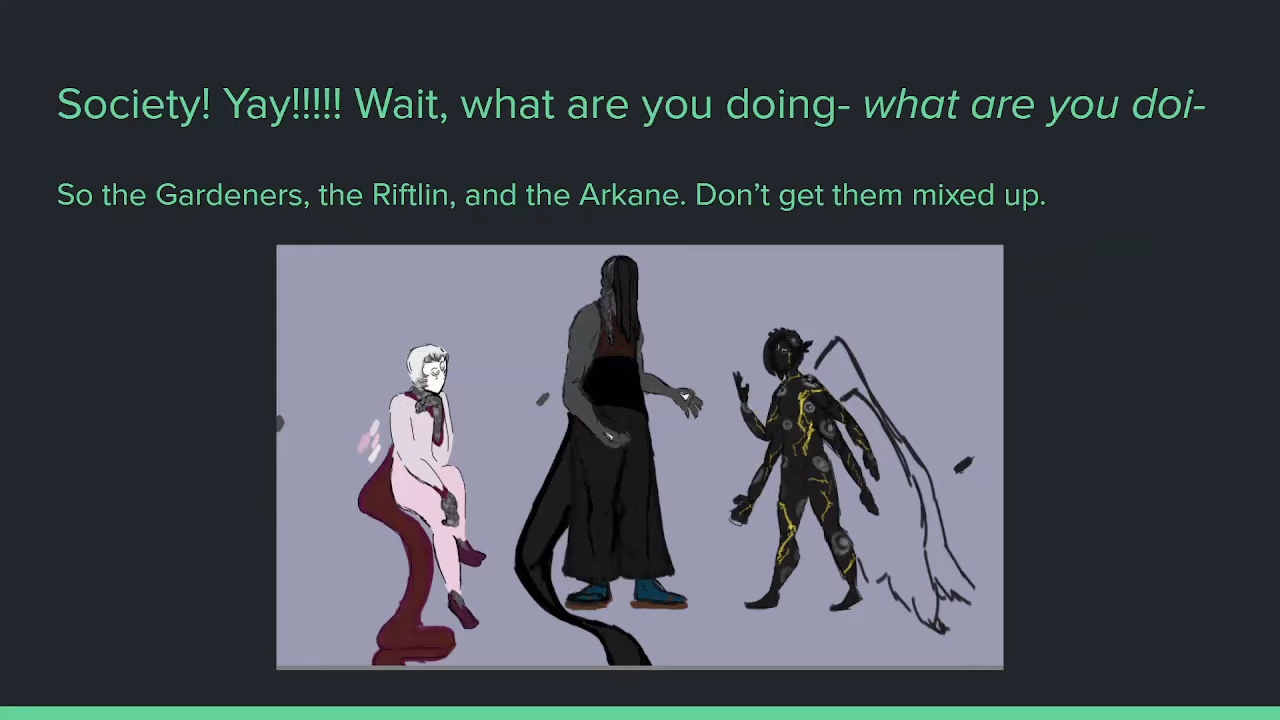 Society! Yay!!!!! Wait, what are you doing- what are you doi-
So the Gardeners, the Riftlin, and the Arkane. Don’t get them mixed up.